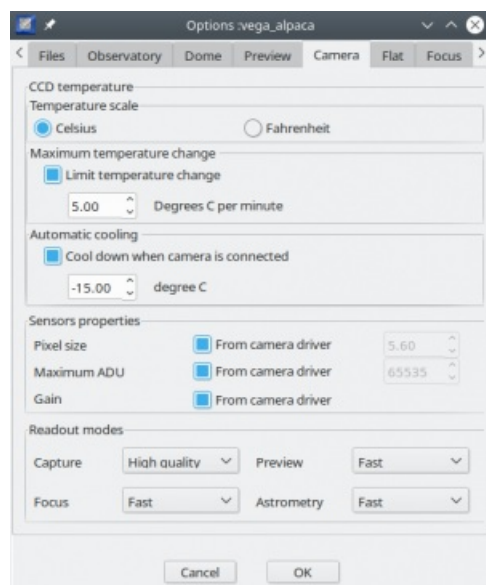 Options :vega_alpaca
Files Observatory Dome Preview Camera Flat Focus
CCD temperature
Temperature scale
Celsius Fahrenheit
Maximum temperature change
Limit temperature change
5.00 Degrees C per minute
Automatic cooling
Cool down when camera is connected
-15.00 degree C
Sensors properties
Pixel size From camera driver 5.60
Maximum ADU From camera driver 65535
Gain From camera driver
Readout modes
Capture High quality Preview Fast
Focus Fast Astrometry Fast
Cancel OK